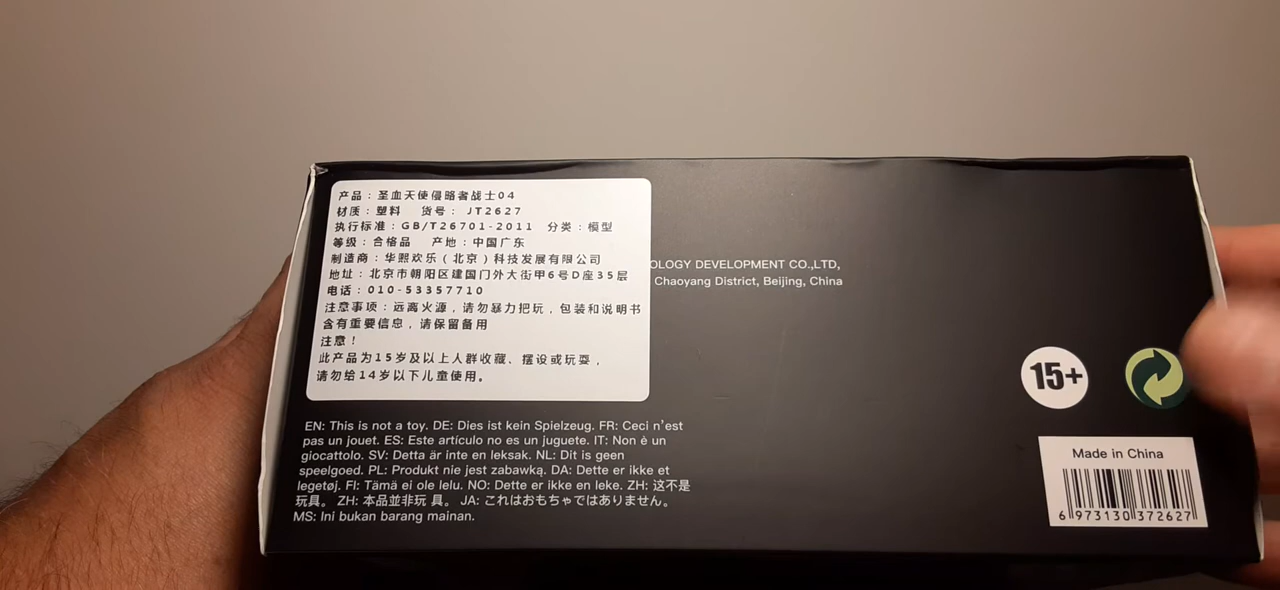 产品：圣血天使侵略者战士04
材质：塑料 货号： JT2627
执行标准：GB/T26701-2011 分类：模型
等级：合格品 产地：中国广东
制造商：华熙欢乐（北京）科技发展有限公司
地址：北京市朝阳区建国门外大街甲6号D座35层
电话：010-53357710
注意事项：远离火源，请勿暴力把玩，包装和说明书
含有重要信息，请保留备用
注意！
此产品为15岁及以上人群收藏、摆设或玩耍，
请勿给14岁以下儿童使用。
OLOGY DEVELOPMENT CO.,LTD,
Chaoyang District, Beijing, China
EN: This is not a toy. DE: Dies ist kein Spielzeug. FR: Ceci n'est
pas un jouet. ES: Este artículo no es un juguete. IT: Non è un
giocattolo. SV: Detta är inte en leksak. NL: Dit is geen
speelgoed. PL: Produkt nie jest zabawką. DA: Dette er ikke et
legetøj. FI: Tämä ei ole lelu. NO: Dette er ikke en leke. ZH: 这不是
玩具。 ZH: 本品並非玩 具。 JA: これはおもちゃではありません。
MS: Ini bukan barang mainan.
15+
Made in China
6 973130 372627